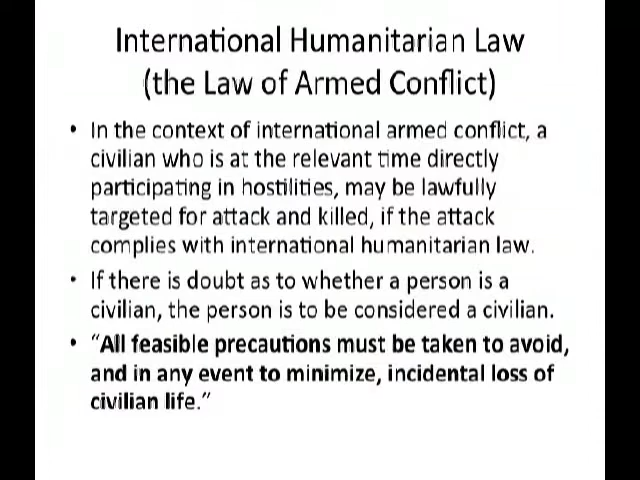 International Humanitarian Law
(the Law of Armed Conflict)
• In the context of international armed conflict, a
civilian who is at the relevant time directly
participating in hostilities, may be lawfully
targeted for attack and killed, if the attack
complies with international humanitarian law.
• If there is doubt as to whether a person is a
civilian, the person is to be considered a civilian.
• “All feasible precautions must be taken to avoid,
and in any event to minimize, incidental loss of
civilian life.”